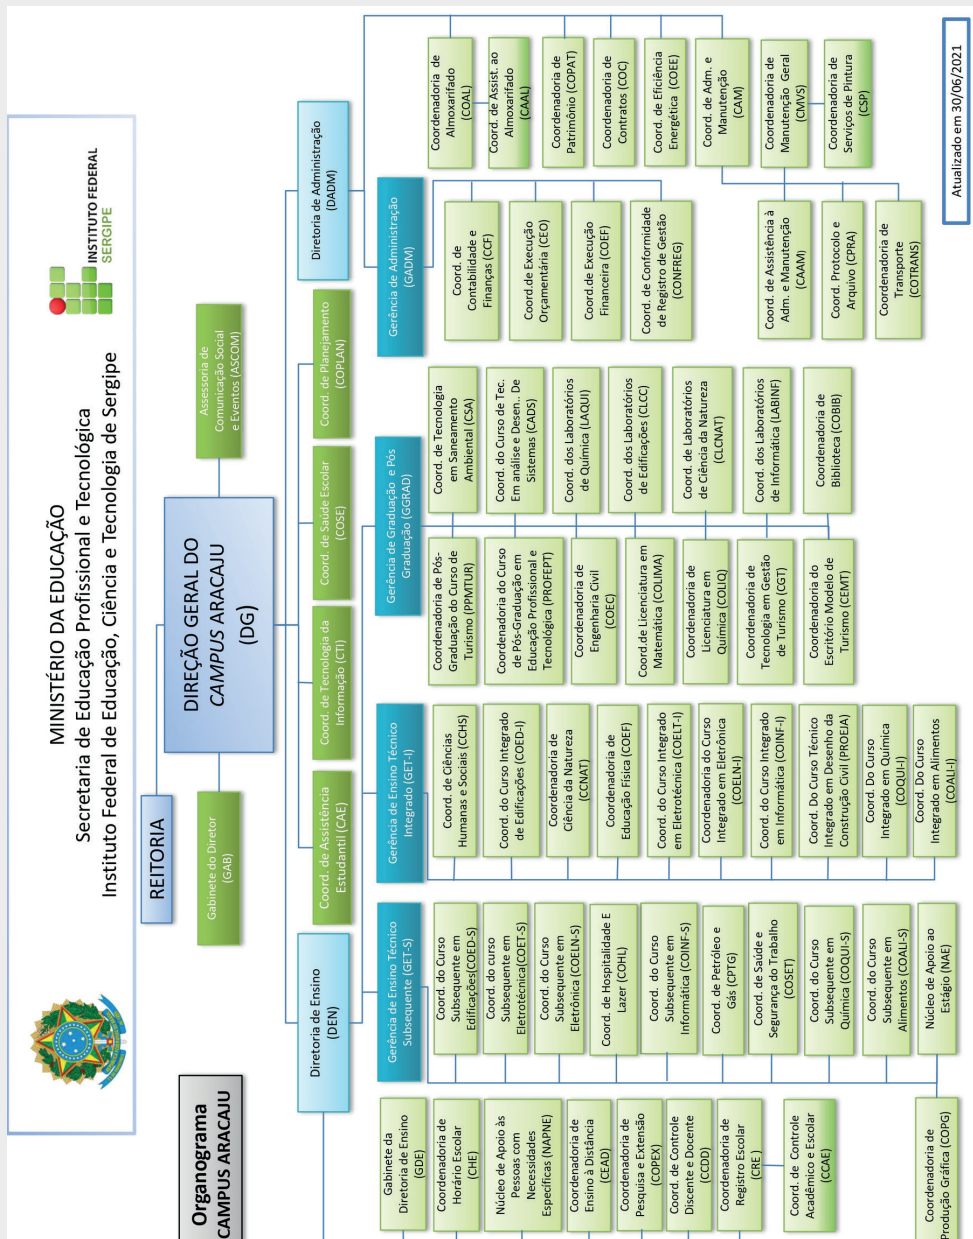 MINISTÉRIO DA EDUCAÇÃO
Secretaria de Educação Profissional e Tecnológica
Instituto Federal de Educação, Ciência e Tecnologia de Sergipe
INSTITUTO FEDERAL
SERGIPE
Organograma
CAMPUS ARACAJU
REITORIA
DIREÇÃO GERAL DO
CAMPUS ARACAJU
(DG)
Gabinete do Diretor
(GAB)
Assessoria de
Comunicação Social
e Eventos (ASCOM)
Diretoria de Ensino
(DEN)
Coord. de Assistência
Estudantil (CAE)
Coord. de Tecnologia da
Informação (CTI)
Coord. de Saúde Escolar
(COSE)
Coord. de Planejamento
(COPLAN)
Diretoria de Administração
(DADM)
Gerência de Ensino Técnico
Subsequente (GET-S)
Gerência de Ensino Técnico
Integrado (GET-I)
Gerência de Graduação e Pós
Graduação (GGRAD)
Gerência de Administração
(GADM)
Gabinete da
Diretoria de Ensino
(GDE)
Coordenadoria de
Horário Escolar
(CHE)
Núcleo de Apoio às
Pessoas com
Necessidades
Específicas (NAPNE)
Coordenadoria de
Ensino à Distância
(CEAD)
Coordenadoria de
Pesquisa e Extensão
(COPEX)
Coord. de Controle
Discente e Docente
(CCDD)
Coordenadoria de
Registro Escolar
(CRE)
Coord. de Controle
Acadêmico e Escolar
(CCAE)
Coordenadoria de
Produção Gráfica (COPG)
Coord. do Curso
Subsequente em
Edificações(COED-S)
Coord. do curso
Subsequente em
Eletrotécnica(COET-S)
Coord. do Curso
Subsequente em
Eletrônica (COELN-S)
Coord. de Hospitalidade E
Lazer (COHL)
Coord. do Curso
Subsequente em
Informática (COINF-S)
Coord. de Petróleo e
Gás (CPTG)
Coord. de Saúde e
Segurança do Trabalho
(COSET)
Coord. do Curso
Subsequente em
Química (COQUI-S)
Coord. do Curso
Subsequente em
Alimentos (COALI-S)
Núcleo de Apoio ao
Estágio (NAE)
Coord. de Ciências
Humanas e Sociais (CCHS)
Coord. do Curso Integrado
de Edificações (COED-I)
Coordenadoria de
Ciência da Natureza
(CCNAT)
Coordenadoria de
Educação Física (COEF)
Coord. do Curso Integrado
em Eletrotécnica (COELT-I)
Coordenadoria do Curso
Integrado em Eletrônica
(COELN-I)
Coord. do Curso Integrado
em Informática (COINF-I)
Coord. Do Curso Técnico
Integrado em Desenho da
Construção Civil (PROEJA)
Coord. Do Curso
Integrado em Química
(COQUI-I)
Coord. Do Curso
Integrado em Alimentos
(COALI-I)
Coordenadoria de Pós-
Graduação do Curso de
Turismo (PPMTUR)
Coordenadoria do Curso
de Pós-Graduação em
Educação Profissional e
Tecnológica (PROFEPT)
Coordenadoria de
Engenharia Civil
(COEC)
Coord.de Licenciatura em
Matemática (COLIMA)
Coordenadoria de
Licenciatura em
Química (COLIQ)
Coordenadoria de
Tecnologia em Gestão
de Turismo (CGT)
Coordenadoria do
Escritório Modelo de
Turismo (CEMT)
Coord. de Tecnologia
em Saneamento
Ambiental (CSA)
Coord. do Curso de Tec.
Em análise e Desen.. De
Sistemas (CADS)
Coord. dos Laboratórios
de Química (LAQUI)
Coord. dos Laboratórios
de Edificações (CLCC)
Coord. de Laboratórios
de Ciência da Natureza
(CLCNAT)
Coord. dos Laboratórios
de Informática (LABINF)
Coordenadoria de
Biblioteca (COBIB)
Coord. de
Contabilidade e
Finanças (CCF)
Coord.de Execução
Orçamentária (CEO)
Coord.de Execução
Financeira (COEF)
Coord. de Conformidade
de Registro de Gestão
(CONFREG)
Coord. de Assistência à
Adm. e Manutenção
(CAAM)
Coord. Protocolo e
Arquivo (CPRA)
Coordenadoria de
Transporte
(COTRANS)
Coordenadoria de
Almoxarifado
(COAL)
Coord. de Assist. ao
Almoxarifado
(CAAL)
Coordenadoria de
Patrimônio (COPAT)
Coordenadoria de
Contratos (COC)
Coord. de Eficiência
Energética (COEE)
Coord. de Adm. e
Manutenção
(CAM)
Coordenadoria de
Manutenção Geral
(CMVS)
Coordenadoria de
Serviços de Pintura
(CSP)
Atualizado em 30/06/2021